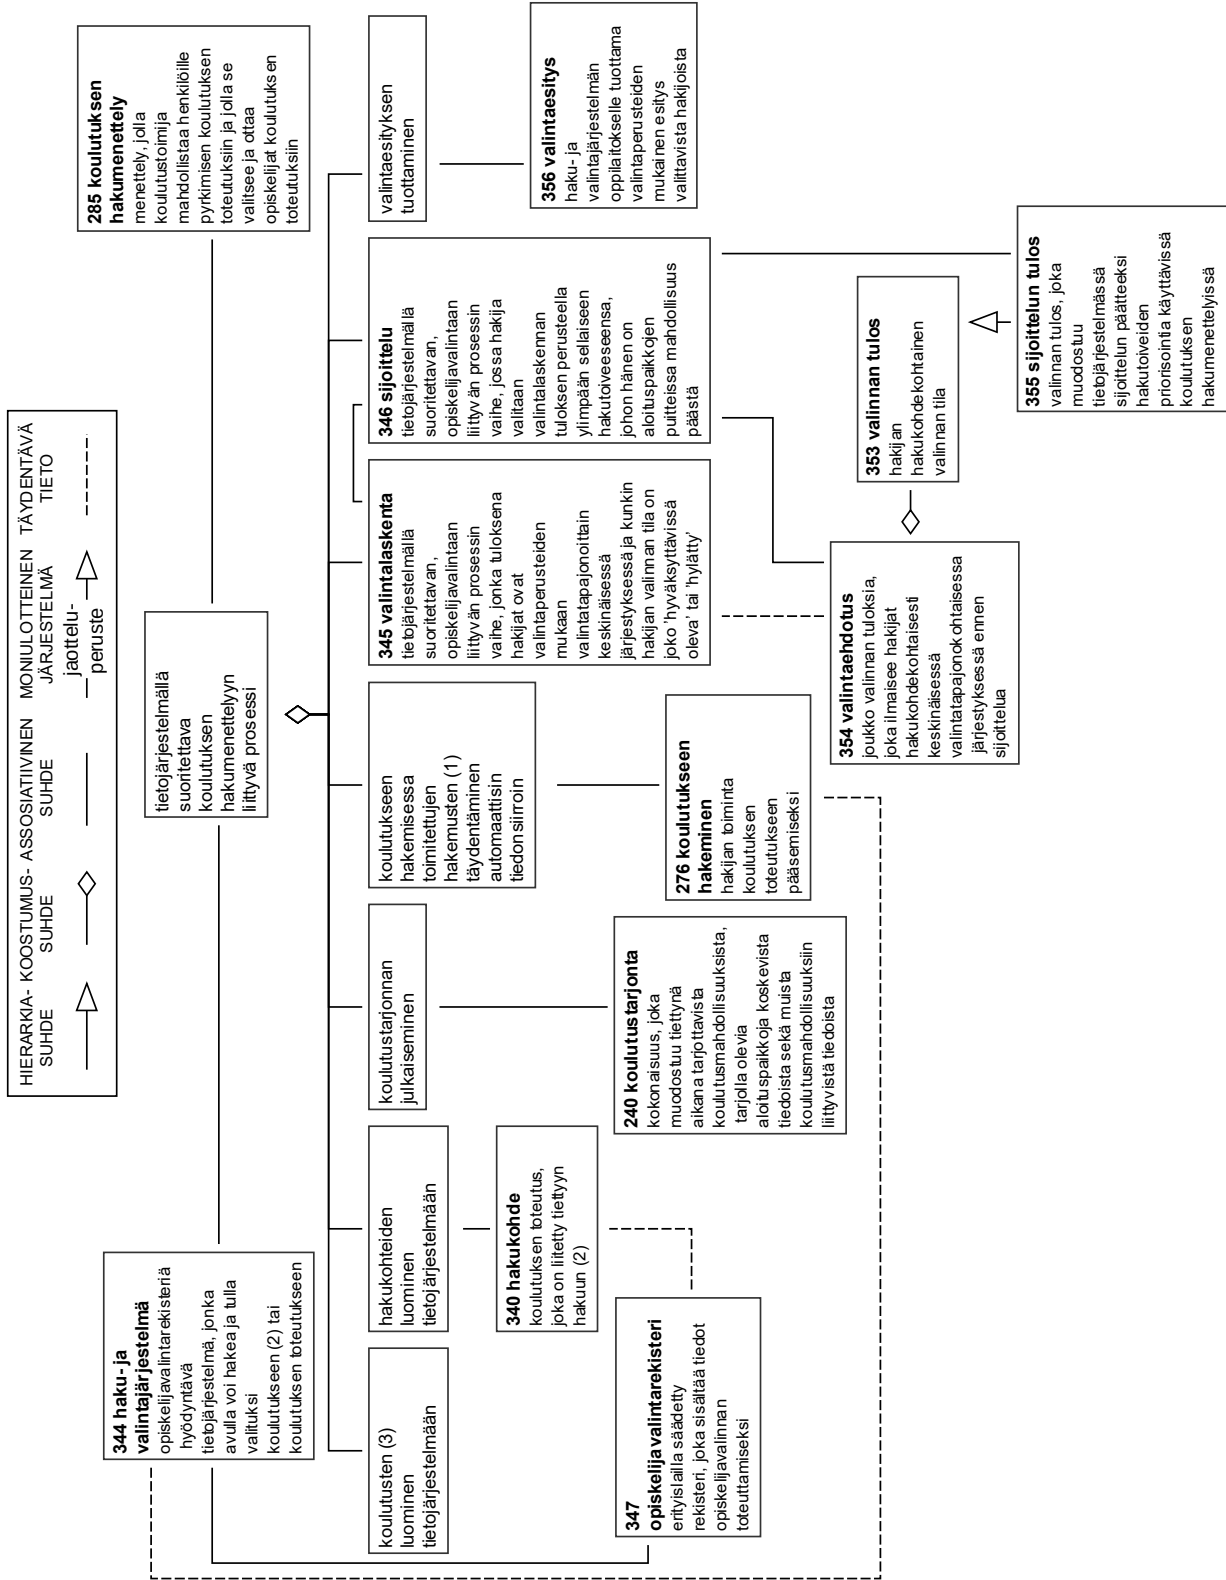 HIERARKIA- KOOSTUMUS- ASSOSIATIIVINEN MONIULOTTEINEN TÄYDENTÄVÄ
SUHDE SUHDE SUHDE JÄRJESTELMÄ TIETO
jaottelu-
peruste
344 haku- ja
valintajärjestelmä
opiskelijavalintarekisteriä
hyödyntävä
tietojärjestelmä, jonka
avulla voi hakea ja tulla
valituksi
koulutukseen (2) tai
koulutuksen toteutukseen
tietojärjestelmällä
suoritettava
koulutuksen
hakumenettelyyn
liittyvä prosessi
285 koulutuksen
hakumenettely
menettely, jolla
koulutustoimija
mahdollistaa henkilöille
pyrkimisen koulutuksen
toteutuksiin ja jolla se
valitsee ja ottaa
opiskelijat koulutuksen
toteutuksiin
koulutusten (3)
luominen
tietojärjestelmään
hakukohteiden
luominen
tietojärjestelmään
koulutustarjonnan
julkaiseminen
koulutukseen
hakemisessa
toimitettujen
hakemusten (1)
täydentäminen
automaattisin
tiedonsiirroin
345 valintalaskenta
tietojärjestelmällä
suoritettavan,
opiskelijavalintaan
liittyvän prosessin
vaihe, jonka tuloksena
hakijat ovat
valintaperusteiden
mukaan
valintatapajonoittain
keskinäisessä
järjestyksessä ja kunkin
hakijan valinnan tila on
joko 'hyväksyttävissä
oleva' tai 'hylätty'
346 sijoittelu
tietojärjestelmällä
suoritettavan,
opiskelijavalintaan
liittyvän prosessin
vaihe, jossa hakija
valitaan
valintalaskennan
tuloksen perusteella
ylimpään sellaiseen
hakutoiveeseensa,
johon hänen on
aloituspaikkojen
puitteissa mahdollisuus
päästä
valintaesityksen
tuottaminen
340 hakukohde
koulutuksen toteutus,
joka on liitetty tiettyyn
hakuun (2)
356 valintaesitys
haku- ja
valintajärjestelmän
oppilaitokselle tuottama
valintaperusteiden
mukainen esitys
valittavista hakijoista
347
opiskelijavalintarekisteri
erityislailla säädetty
rekisteri, joka sisältää tiedot
opiskelijavalinnan
toteuttamiseksi
240 koulutustarjonta
kokonaisuus, joka
muodostuu tiettynä
aikana tarjottavista
koulutusmahdollisuuksista,
tarjolla olevia
aloituspaikkoja koskevista
tiedoista sekä muista
koulutusmahdollisuuksiin
liittyvistä tiedoista
276 koulutukseen
hakeminen
hakijan toiminta
koulutuksen
toteutukseen
pääsemiseksi
354 valintaehdotus
joukko valinnan tuloksia,
joka ilmaisee hakijat
hakukohdekohtaisesti
keskinäisessä
valintatapajonokohtaisessa
järjestyksessä ennen
sijoittelua
353 valinnan tulos
hakijan
hakukohdekohtainen
valinnan tila
355 sijoittelun tulos
valinnan tulos, joka
muodostuu
tietojärjestelmässä
sijoittelun päätteeksi
hakutoiveiden
priorisointia käyttävissä
koulutuksen
hakumenettelyissä